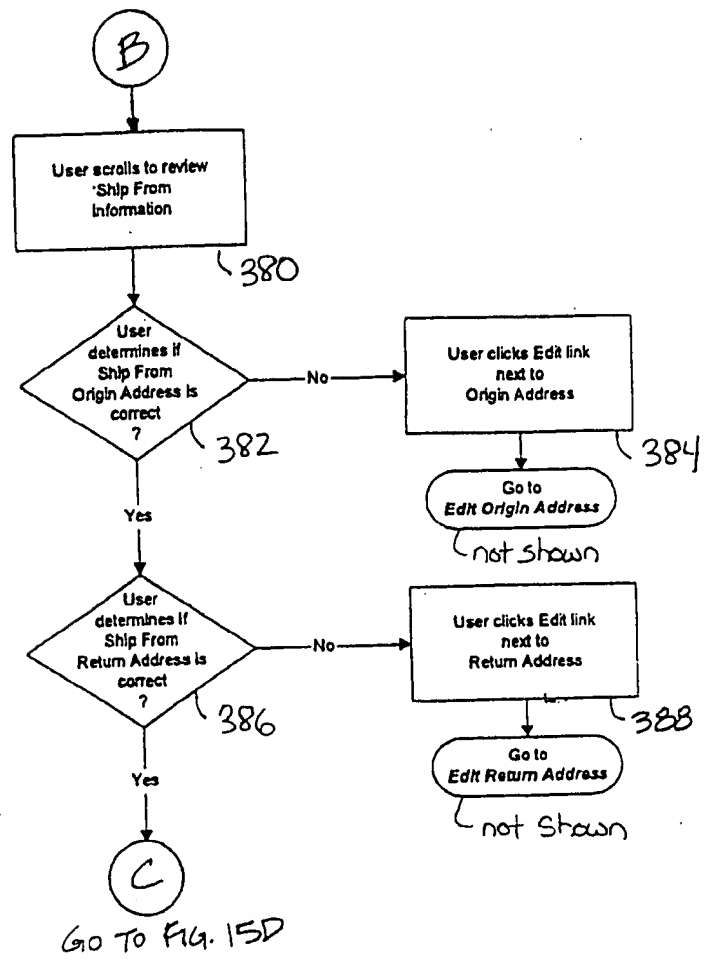 B
User scrolls to review
Ship From
Information
380
User
determines if
Ship From
Origin Address is
correct
?
382
No
User clicks Edit link
next to
Origin Address
384
Go to
Edit Origin Address
not shown
Yes
User
determines if
Ship From
Return Address is
correct
?
386
No
User clicks Edit link
next to
Return Address
388
Go to
Edit Return Address
not shown
Yes
C
GO TO FIG. 15D